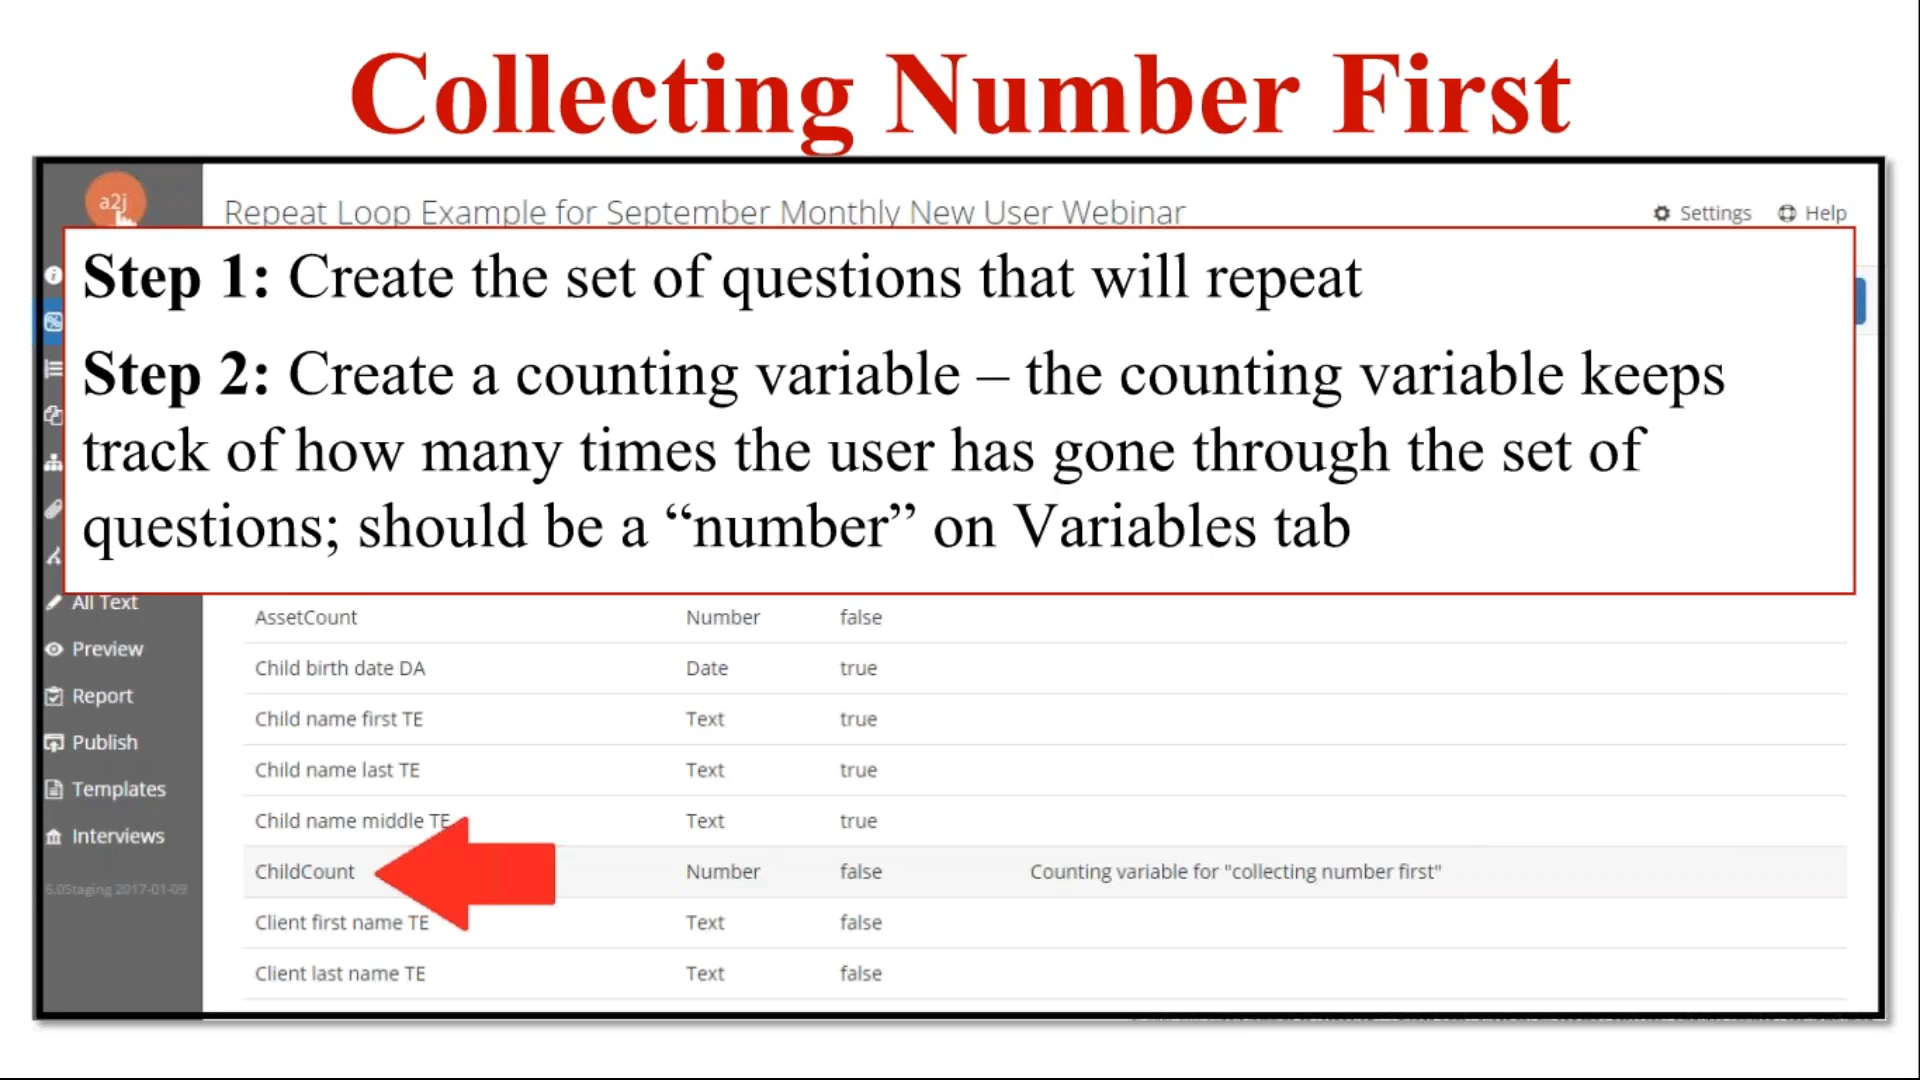 Collecting Number First
a2j
Repeat Loop Example for September Monthly New User Webinar
Settings
Help
Step 1: Create the set of questions that will repeat
Step 2: Create a counting variable – the counting variable keeps
track of how many times the user has gone through the set of
questions; should be a “number” on Variables tab
All Text
Preview
Report
Publish
Templates
Interviews
6.0Staging 2017-01-09
AssetCount Number false
Child birth date DA Date true
Child name first TE Text true
Child name last TE Text true
Child name middle TE Text true
ChildCount Number false Counting variable for "collecting number first"
Client first name TE Text false
Client last name TE Text false